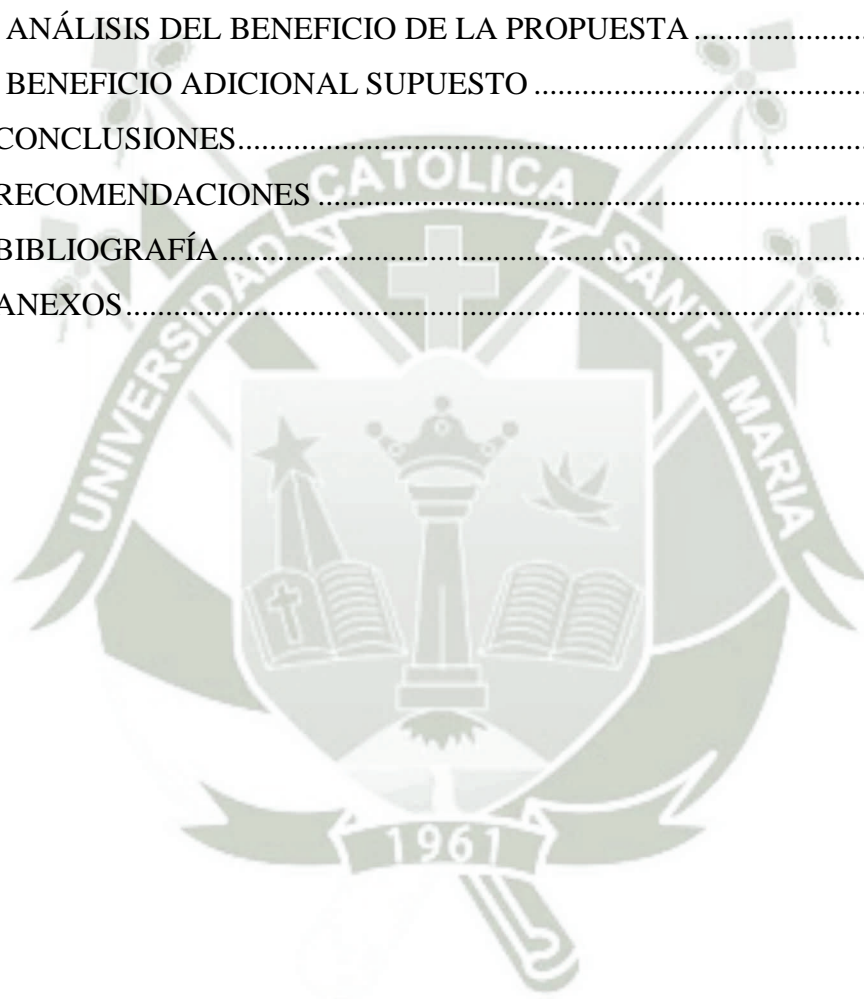 ANÁLISIS DEL BENEFICIO DE LA PROPUESTA ....................
BENEFICIO ADICIONAL SUPUESTO ....................
CONCLUSIONES....................
RECOMENDACIONES ....................
BIBLIOGRAFÍA....................
ANEXOS....................
UNIVERSIDAD CATOLICA SANTA MARIA
1961